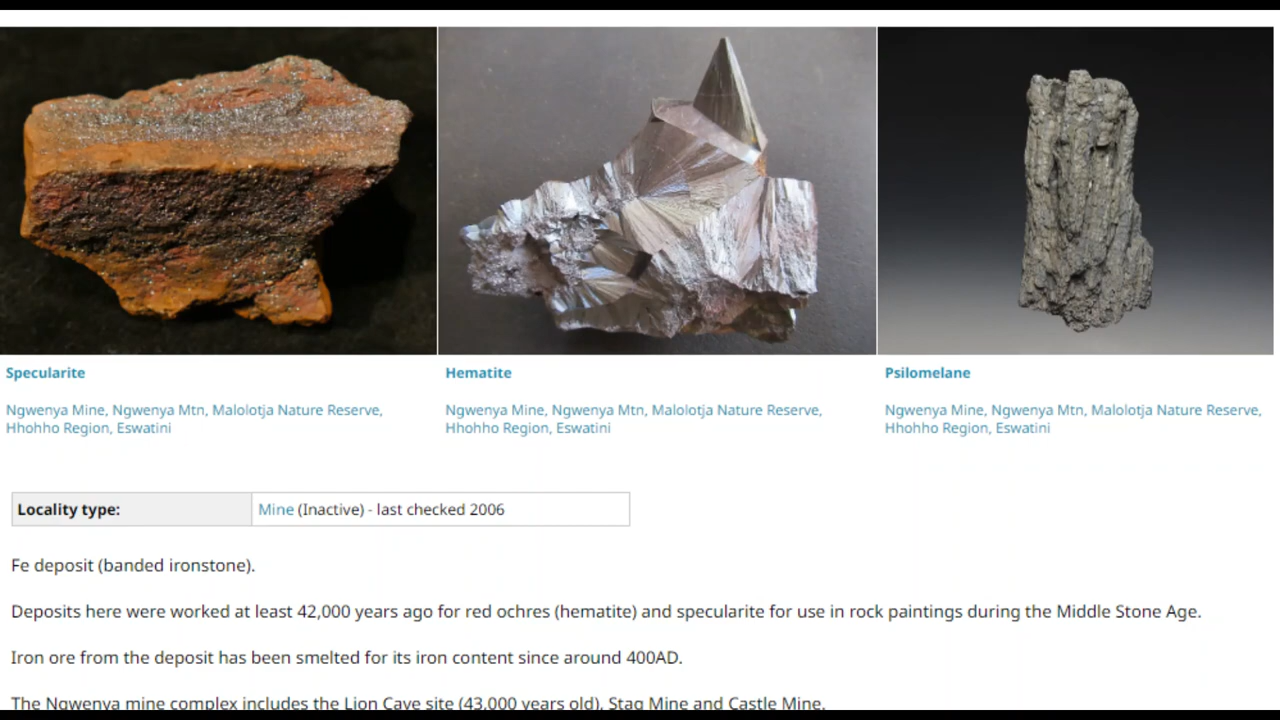 Specularite
Ngwenya Mine, Ngwenya Mtn, Malolotja Nature Reserve,
Hhohho Region, Eswatini
Hematite
Ngwenya Mine, Ngwenya Mtn, Malolotja Nature Reserve,
Hhohho Region, Eswatini
Psilomelane
Ngwenya Mine, Ngwenya Mtn, Malolotja Nature Reserve,
Hhohho Region, Eswatini
Locality type: Mine (Inactive) - last checked 2006
Fe deposit (banded ironstone).
Deposits here were worked at least 42,000 years ago for red ochres (hematite) and specularite for use in rock paintings during the Middle Stone Age.
Iron ore from the deposit has been smelted for its iron content since around 400AD.
The Ngwenya mine complex includes the Lion Cave site (43,000 years old), Stag Mine and Castle Mine.